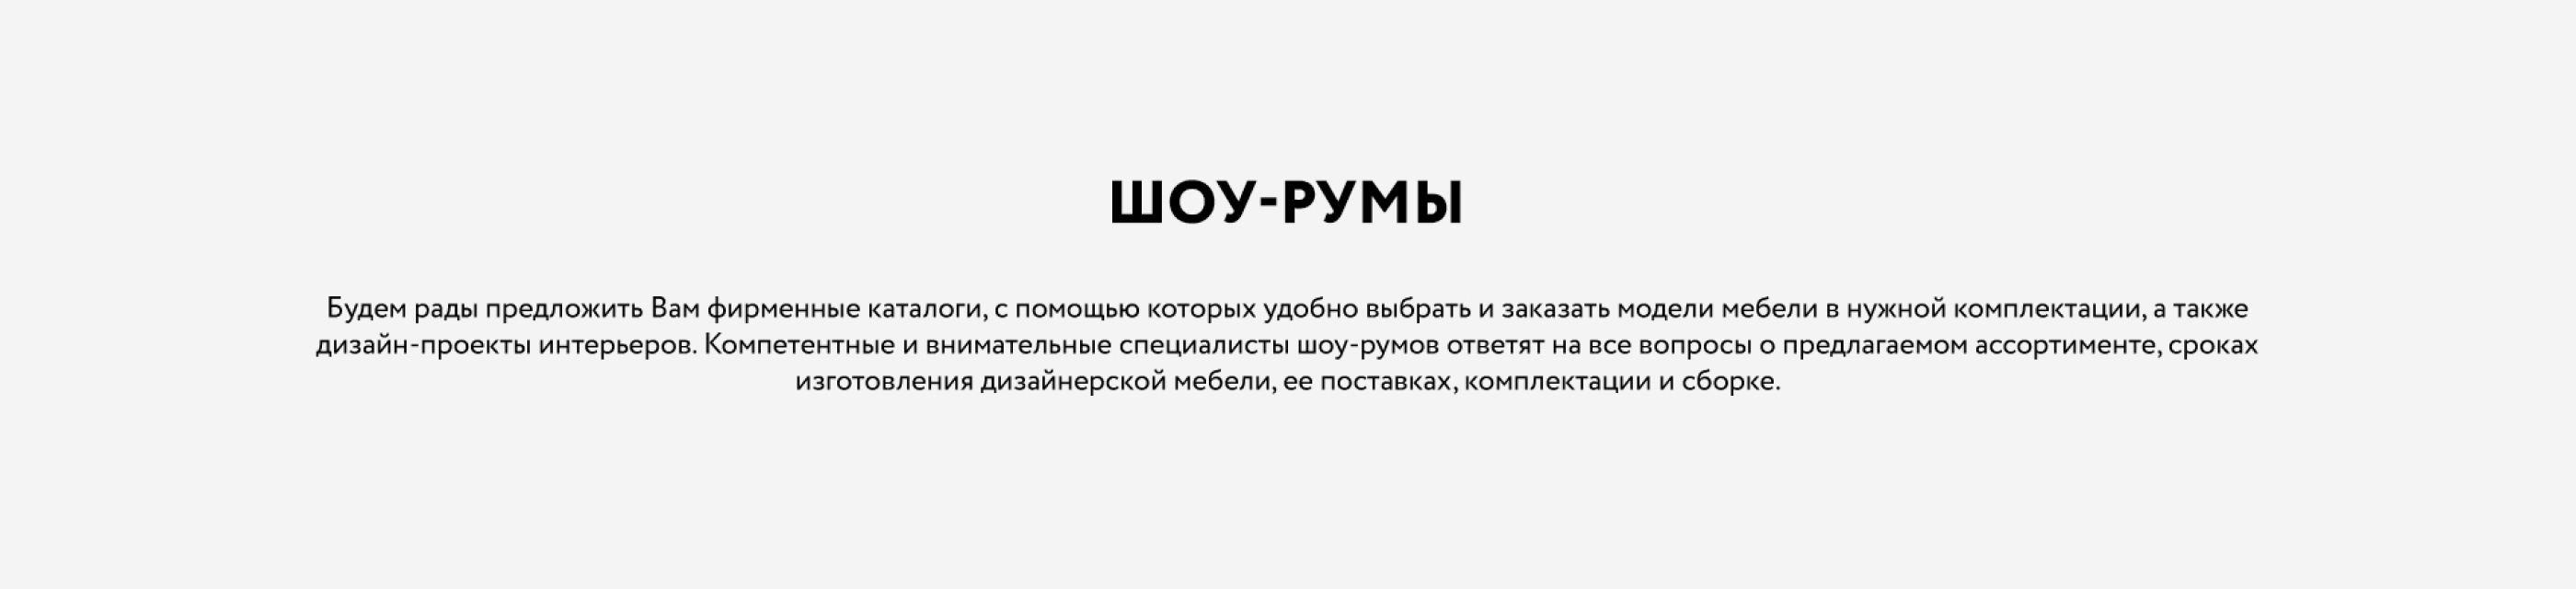 ШОУ-РУМЫ
Будем рады предложить Вам фирменные каталоги, с помощью которых удобно выбрать и заказать модели мебели в нужной комплектации, а также
дизайн-проекты интерьеров. Компетентные и внимательные специалисты шоу-румов ответят на все вопросы о предлагаемом ассортименте, сроках
изготовления дизайнерской мебели, ее поставках, комплектации и сборке.